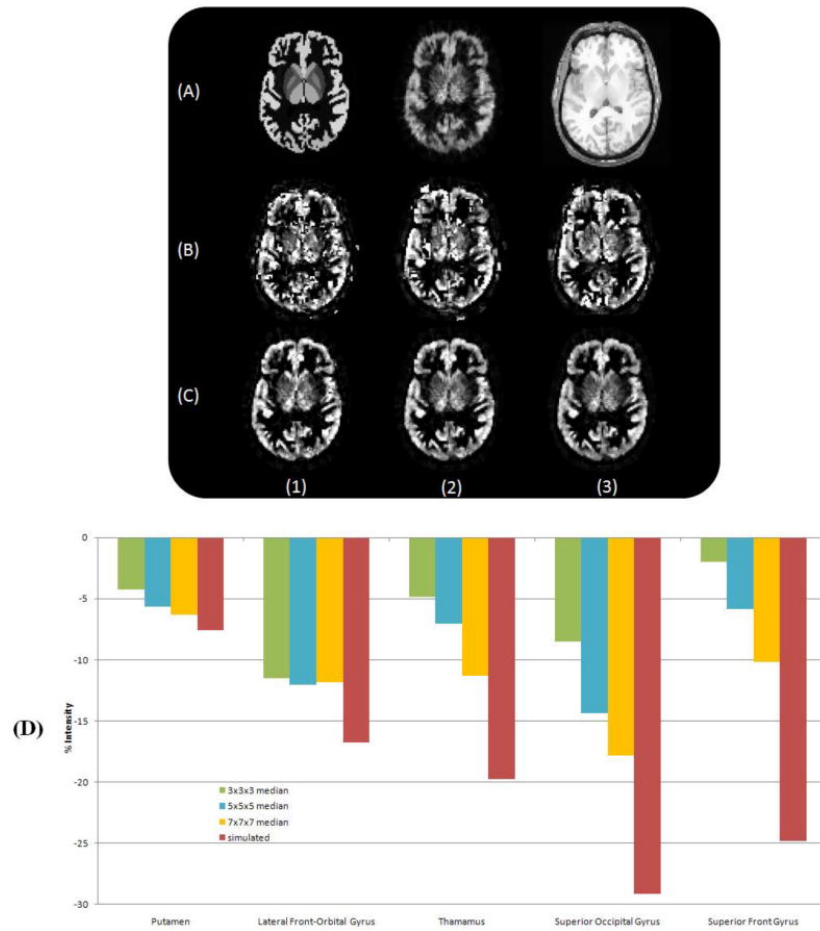 (A)
(B)
(C)
(1) (2) (3)
(D)
% Intensity
0
-5
-10
-15
-20
-25
-30
3x3x3 median
5x5x5 median
7x7x7 median
simulated
Putamen Lateral Front-Orbital Gyrus Thamamus Superior Occipital Gyrus Superior Front Gyrus